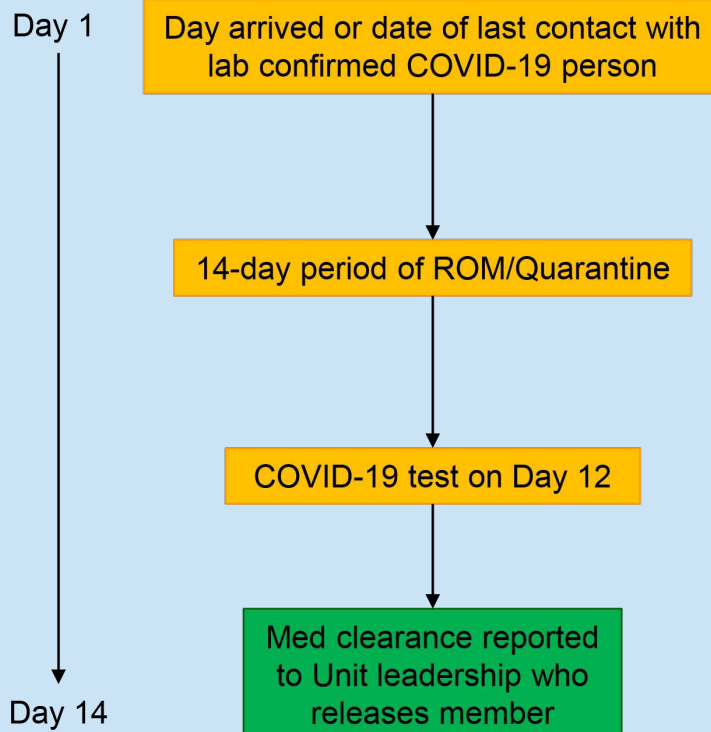 Day 1
Day arrived or date of last contact with
lab confirmed COVID-19 person
14-day period of ROM/Quarantine
COVID-19 test on Day 12
Med clearance reported
to Unit leadership who
releases member
Day 14